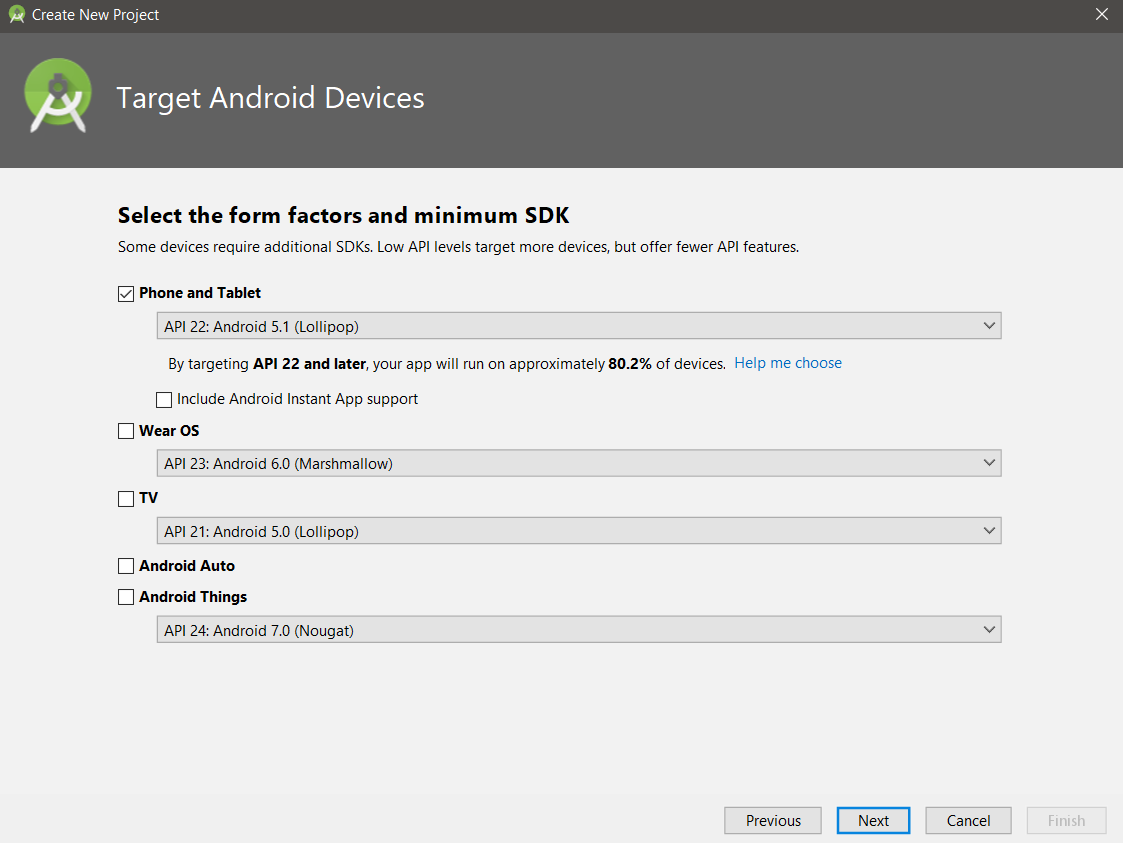 Create New Project
Target Android Devices
Select the form factors and minimum SDK
Some devices require additional SDKs. Low API levels target more devices, but offer fewer API features.
Phone and Tablet
API 22: Android 5.1 (Lollipop)
By targeting API 22 and later, your app will run on approximately 80.2% of devices. Help me choose
Include Android Instant App support
Wear OS
API 23: Android 6.0 (Marshmallow)
TV
API 21: Android 5.0 (Lollipop)
Android Auto
Android Things
API 24: Android 7.0 (Nougat)
Previous Next Cancel Finish